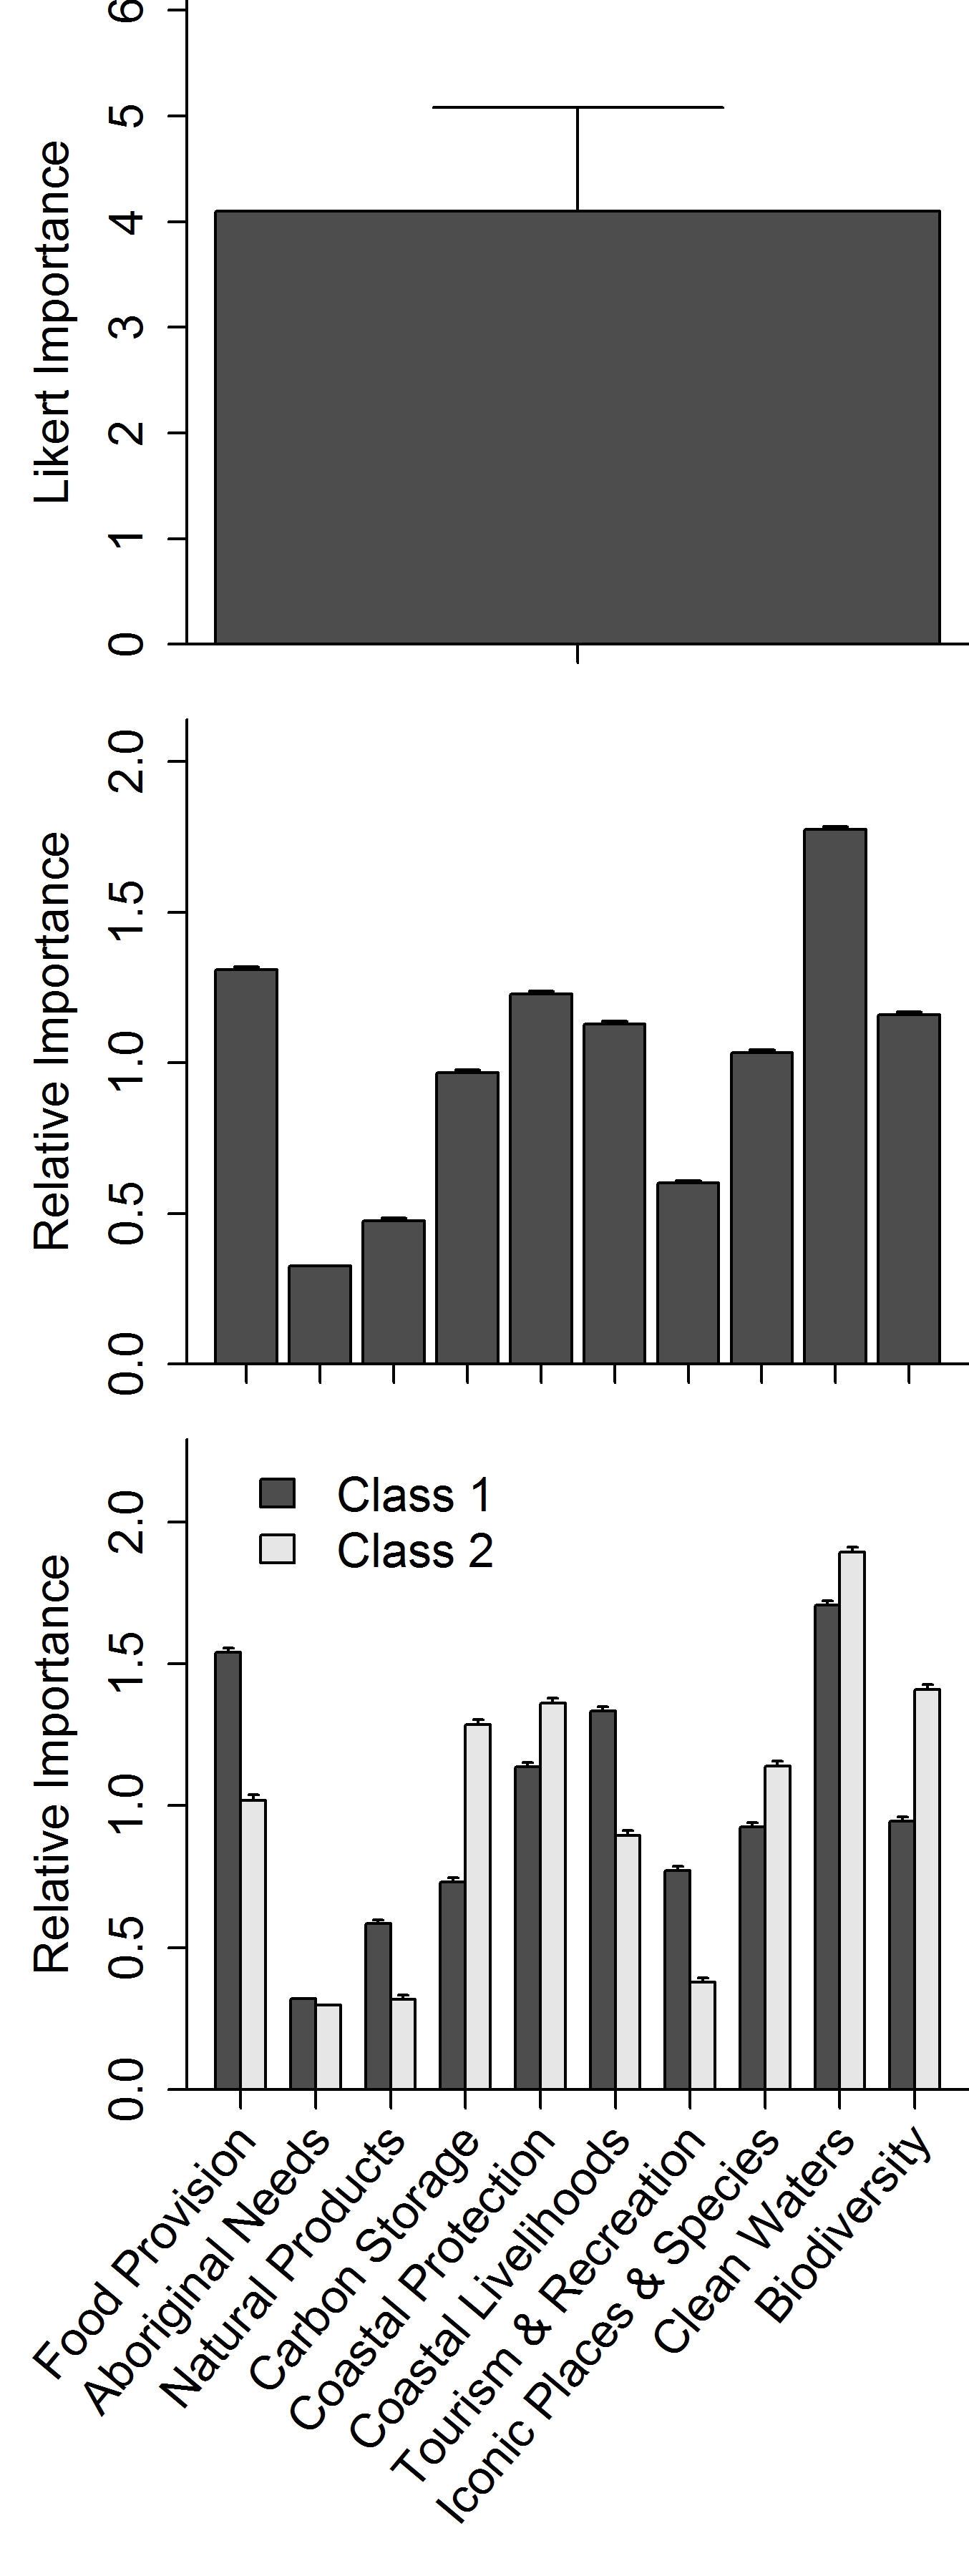 Likert Importance
6
5
4
3
2
1
0
Relative Importance
2.0
1.5
1.0
0.5
0.0
Relative Importance
2.0
1.5
1.0
0.5
0.0
Class 1
Class 2
Food Provision
Aboriginal Needs
Natural Products
Carbon Storage
Coastal Protection
Coastal Livelihoods
Tourism & Recreation
Iconic Places & Species
Clean Waters
Biodiversity